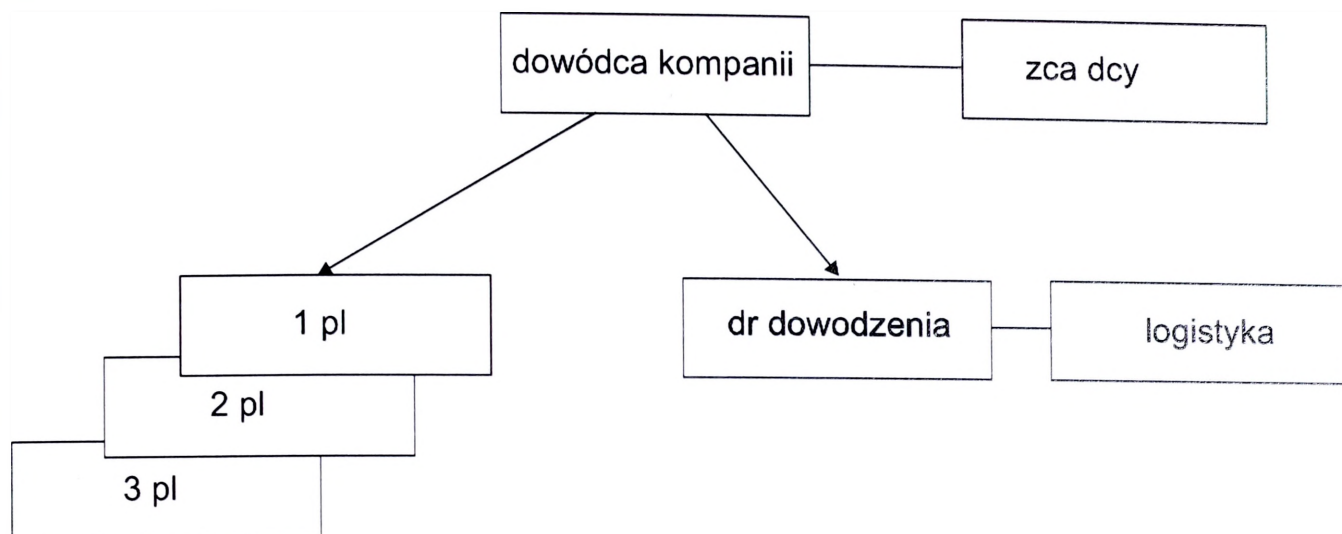 dowódca kompanii
zca dcy
1 pl
dr dowodzenia
logistyka
2 pl
3 pl